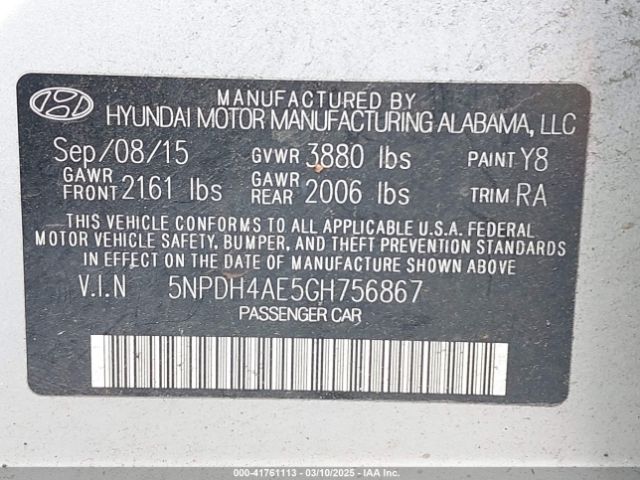 MANUFACTURED BY
HYUNDAI MOTOR MANUFACTURING ALABAMA, LLC
Sep/08/15 GVWR 3880 lbs PAINT Y8
GAWR FRONT 2161 lbs GAWR REAR 2006 lbs TRIM RA
THIS VEHICLE CONFORMS TO ALL APPLICABLE U.S.A. FEDERAL
MOTOR VEHICLE SAFETY, BUMPER, AND THEFT PREVENTION STANDARDS
IN EFFECT ON THE DATE OF MANUFACTURE SHOWN ABOVE
V.I.N 5NPDH4AE5GH756867
PASSENGER CAR
000-41761113 — 03/10/2025 — IAA Inc.